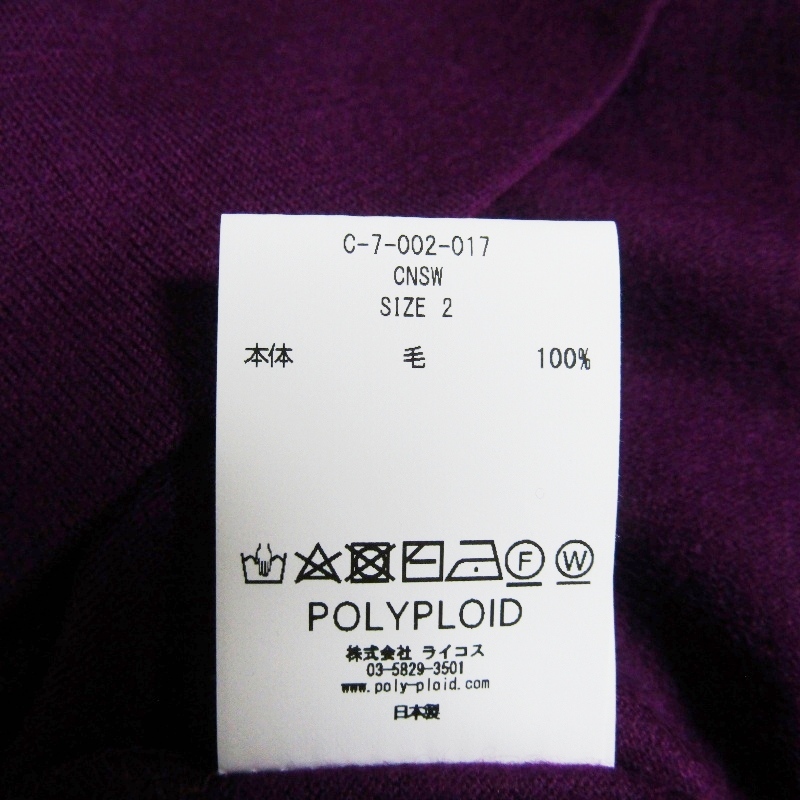 C-7-002-017
CNSW
SIZE 2
本体 毛 100%
F W
POLYPLOID
株式会社 ライコス
03-5829-3501
www.poly-ploid.com
日本製